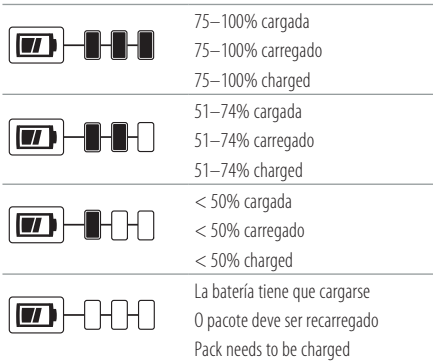 75–100% cargada
75–100% carregado
75–100% charged
51–74% cargada
51–74% carregado
51–74% charged
< 50% cargada
< 50% carregado
< 50% charged
La batería tiene que cargarse
O pacote deve ser recarregado
Pack needs to be charged